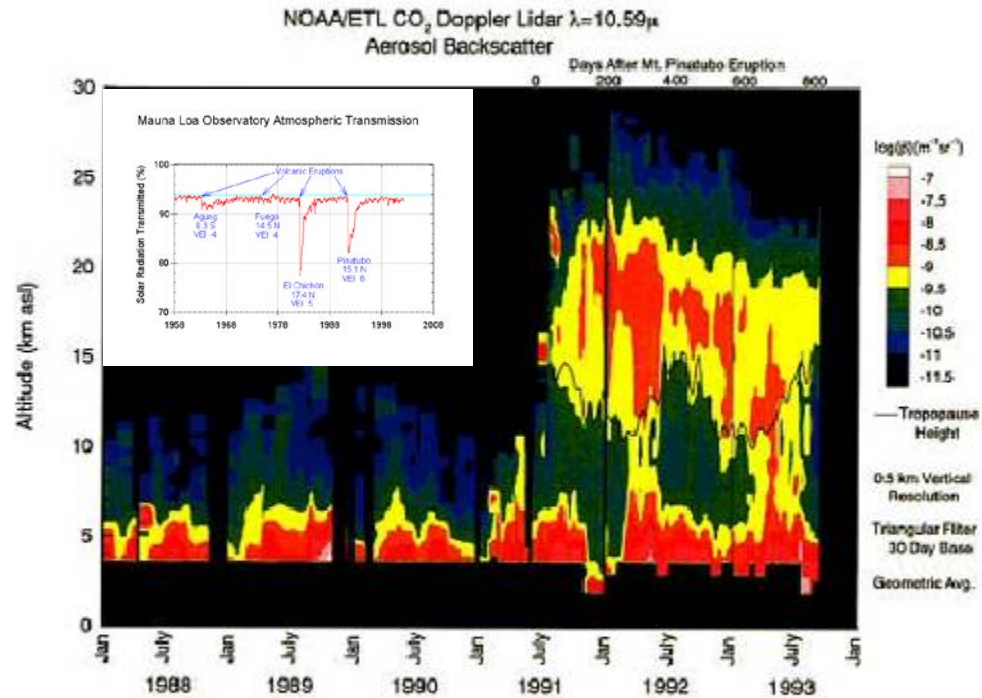 NOAA/ETL CO₂ Doppler Lidar λ=10.59μ
Aerosol Backscatter
Days After Mt. Pinatubo Eruption
0 200 400 600 800
30
25
20
15
10
5
0
Altitude (km asl)
Mauna Loa Observatory Atmospheric Transmission
Solar Radiation Transmitted (%)
100
90
80
70
Volcanic Eruptions
Agung
8.3 S
VEI 4
Fuego
14.5 N
VEI 4
El Chichón
17.4 N
VEI 5
Pinatubo
15.1 N
VEI 6
1958 1968 1978 1988 1998 2008
log(β)(m⁻¹sr⁻¹)
-7
-8
-8.5
-9
-9.5
-10
-10.5
-11
-11.5
Tropopause
Height
0.5 km Vertical
Resolution
Triangular Filter
30 Day Base
Geometric Avg.
Jan July Jan July Jan July Jan July Jan July Jan July Jan
1988 1989 1990 1991 1992 1993